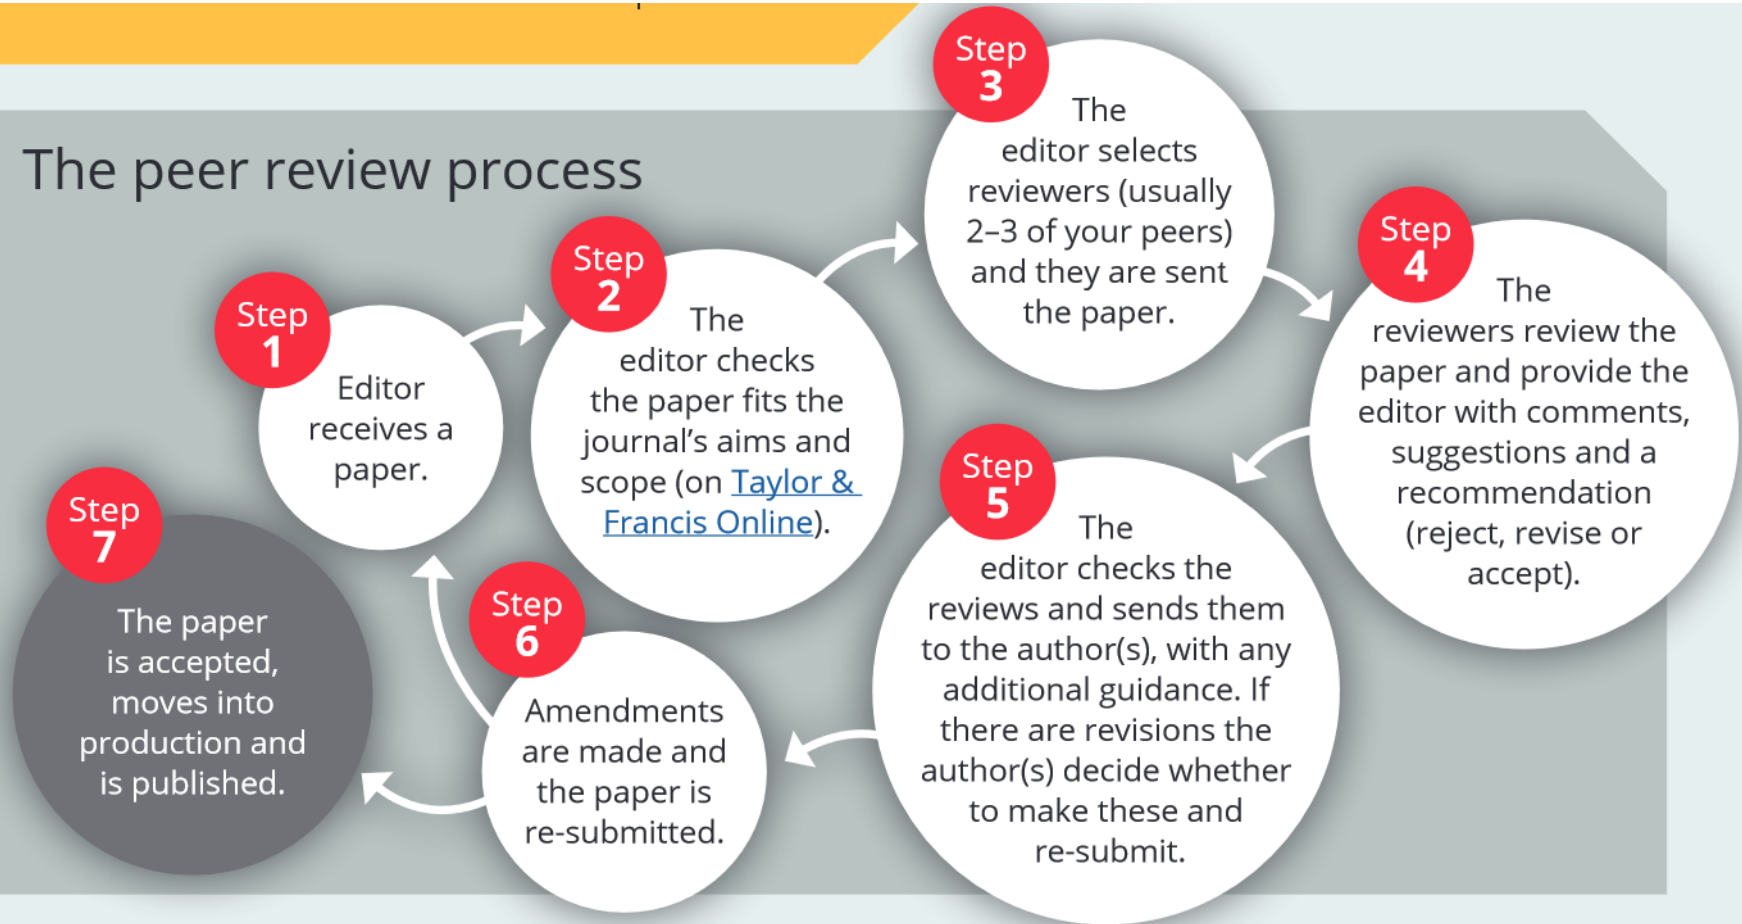 The peer review process
Step
1
Editor
receives a
paper.
Step
2
The
editor checks
the paper fits the
journal’s aims and
scope (on Taylor &
Francis Online).
Step
3
The
editor selects
reviewers (usually
2–3 of your peers)
and they are sent
the paper.
Step
4
The
reviewers review the
paper and provide the
editor with comments,
suggestions and a
recommendation
(reject, revise or
accept).
Step
5
The
editor checks the
reviews and sends them
to the author(s), with any
additional guidance. If
there are revisions the
author(s) decide whether
to make these and
re-submit.
Step
6
Amendments
are made and
the paper is
re-submitted.
Step
7
The paper
is accepted,
moves into
production and
is published.